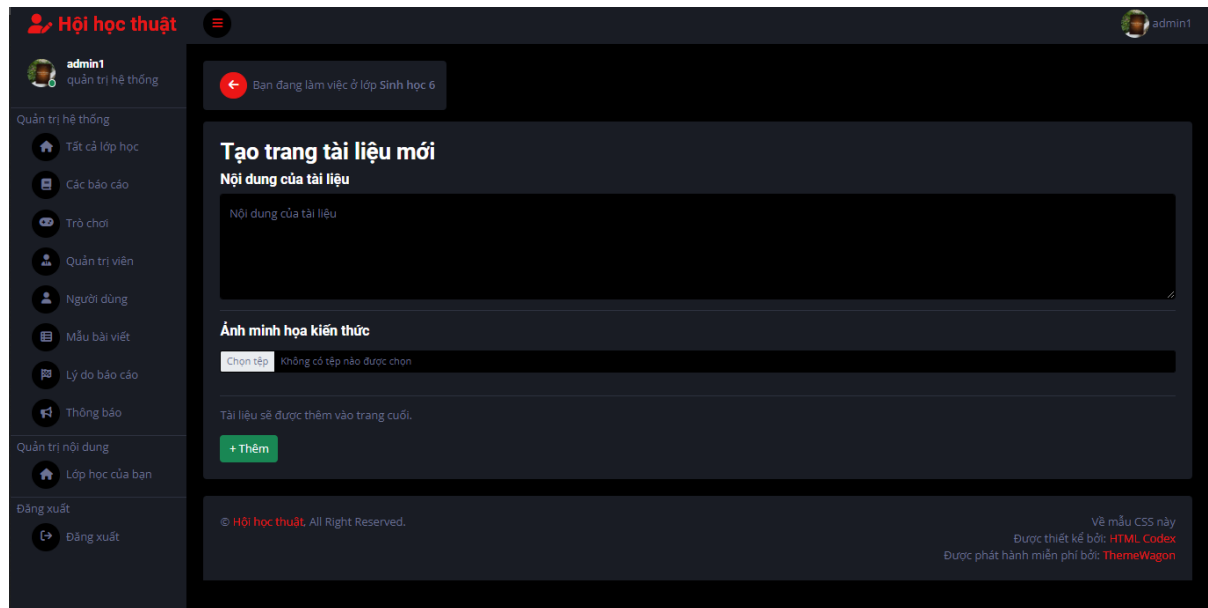 Hội học thuật
admin1
admin1
quản trị hệ thống
Bạn đang làm việc ở lớp Sinh học 6
Quản trị hệ thống
Tất cả lớp học
Các báo cáo
Trò chơi
Quản trị viên
Người dùng
Mẫu bài viết
Lý do báo cáo
Thông báo
Quản trị nội dung
Lớp học của bạn
Đăng xuất
Đăng xuất
Tạo trang tài liệu mới
Nội dung của tài liệu
Nội dung của tài liệu
Ảnh minh họa kiến thức
Chọn tệp Không có tệp nào được chọn
Tài liệu sẽ được thêm vào trang cuối.
+ Thêm
© Hội học thuật, All Right Reserved.
Về mẫu CSS này
Được thiết kế bởi: HTML Codex
Được phát hành miễn phí bởi: ThemeWagon